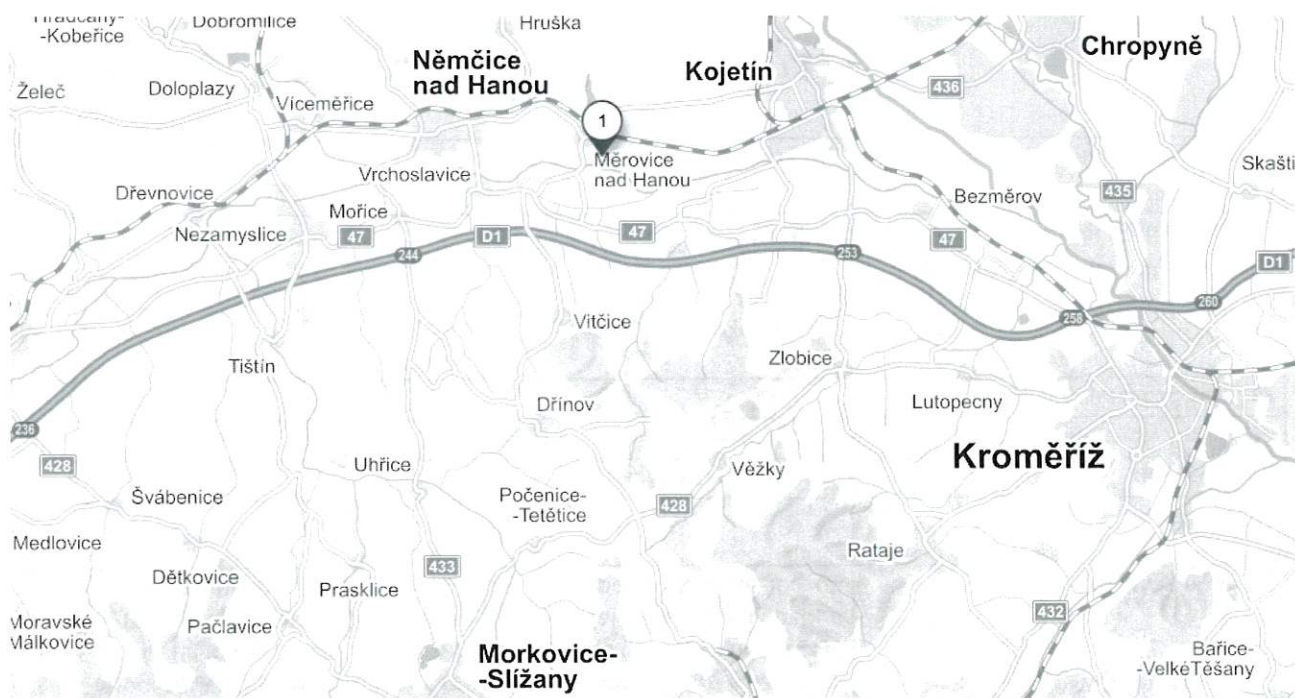 Hradčany-
-Kobeřice
Dobromilice
Hruška
Chropyně
Němčice
nad Hanou
Kojetín
Želeč
Doloplazy
Víceměřice
436
1
Měrovice
nad Hanou
Skašti
Vrchoslavice
Dřevnovice
Bezměrov
435
Mořice
Nezamyslice
47
244
D1
47
253
47
D1
260
258
Vitčice
Tištín
Zlobice
Dřínov
Lutopecny
236
Kroměříž
428
Uhřice
Věžky
Švábenice
Počenice-
-Tetětice
428
Medlovice
Rataje
Dětkovice
Prasklice
433
432
Moravské
Málkovice
Pačlavice
Morkovice-
-Slížany
Bařice-
-Velké Těšany